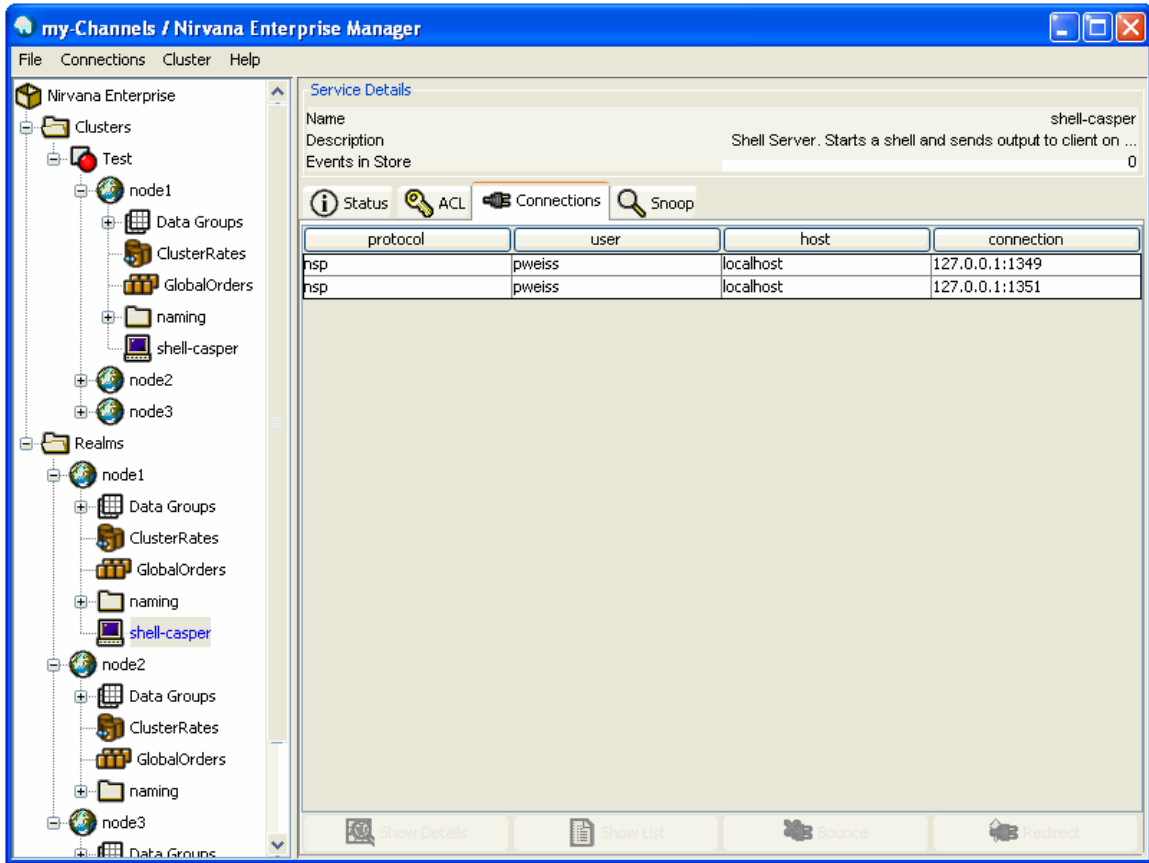 my-Channels / Nirvana Enterprise Manager
File Connections Cluster Help
Nirvana Enterprise
Clusters
Test
node1
Data Groups
ClusterRates
GlobalOrders
naming
shell-casper
node2
node3
Realms
node1
Data Groups
ClusterRates
GlobalOrders
naming
shell-casper
node2
Data Groups
ClusterRates
GlobalOrders
naming
node3
Data Groups
Service Details
Name shell-casper
Description Shell Server. Starts a shell and sends output to client on ...
Events in Store 0
Status ACL Connections Snoop
protocol user host connection
nsp pweiss localhost 127.0.0.1:1349
nsp pweiss localhost 127.0.0.1:1351
Show Details Show List Bounce Redirect